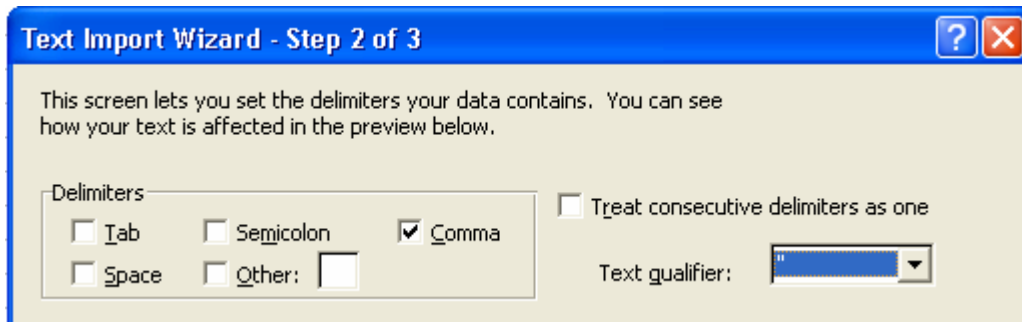 Text Import Wizard - Step 2 of 3
This screen lets you set the delimiters your data contains. You can see
how your text is affected in the preview below.
Delimiters
Tab Semicolon Comma
Space Other:
Treat consecutive delimiters as one
Text qualifier: "